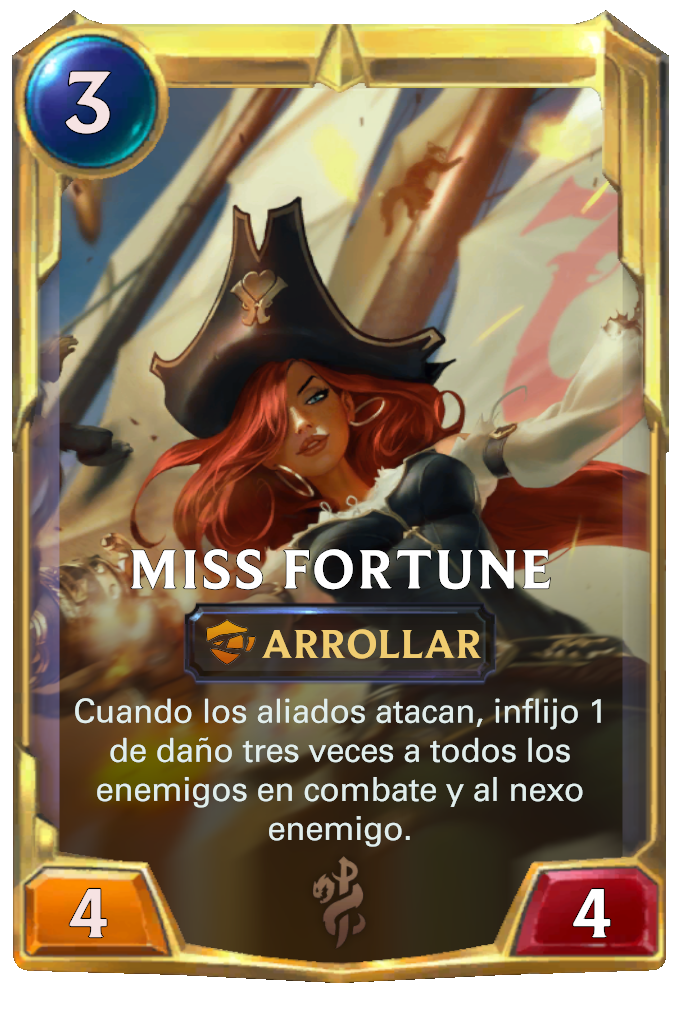 3
MISS FORTUNE
ARROLLAR
Cuando los aliados atacan, inflijo 1
de daño tres veces a todos los
enemigos en combate y al nexo
enemigo.
4
4